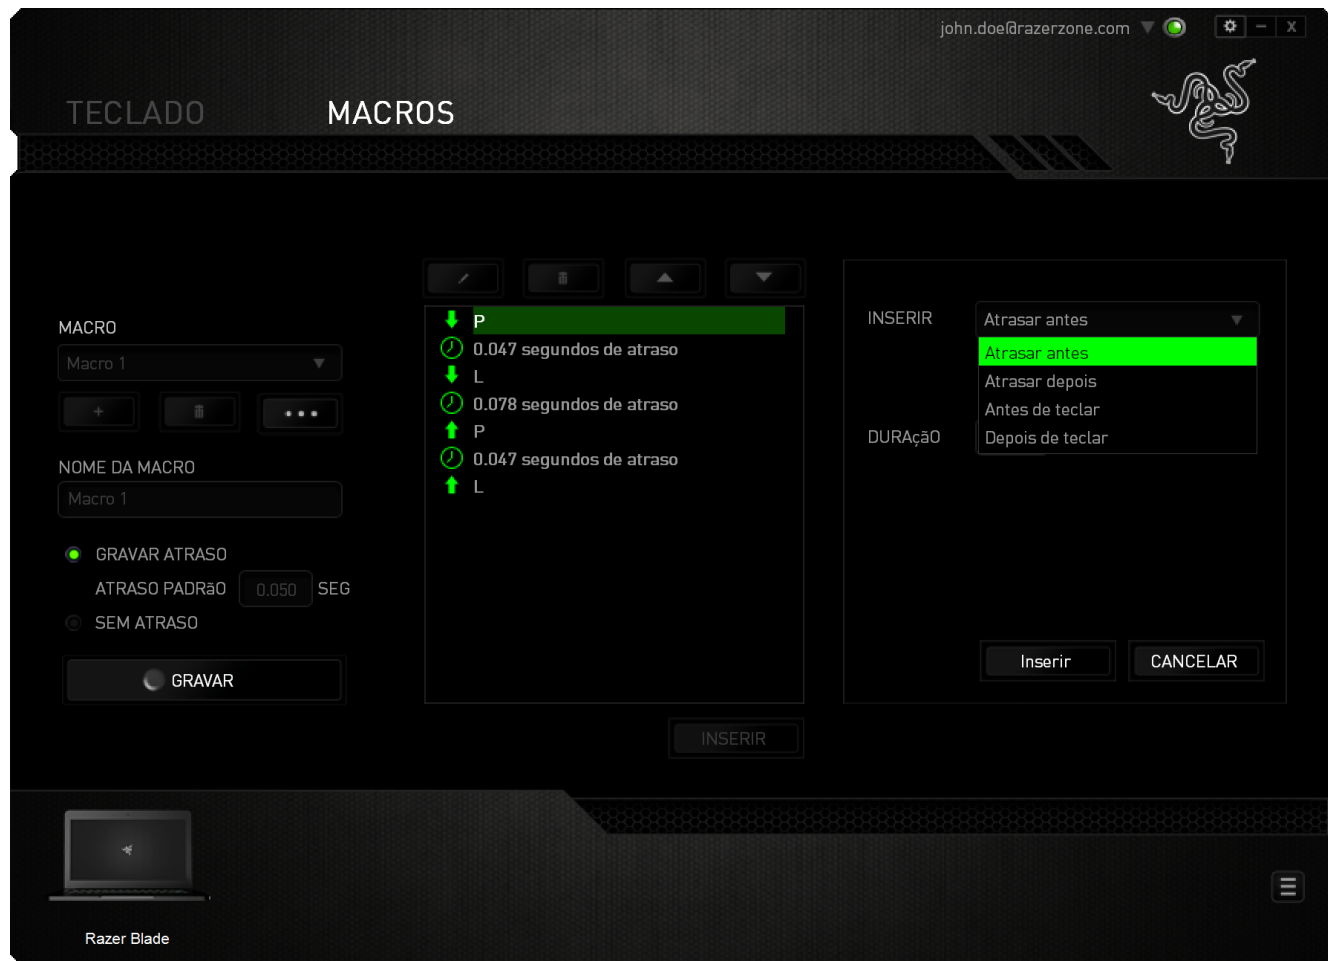 john.doe@razerzone.com
X
TECLADO
MACROS
MACRO
Macro 1
NOME DA MACRO
Macro 1
GRAVAR ATRASO
ATRASO PADRãO 0.050 SEG
SEM ATRASO
GRAVAR
P
0.047 segundos de atraso
L
0.078 segundos de atraso
P
0.047 segundos de atraso
L
INSERIR
INSERIR Atrasar antes
Atrasar antes
Atrasar depois
Antes de teclar
Depois de teclar
DURAçãO
Inserir CANCELAR
Razer Blade